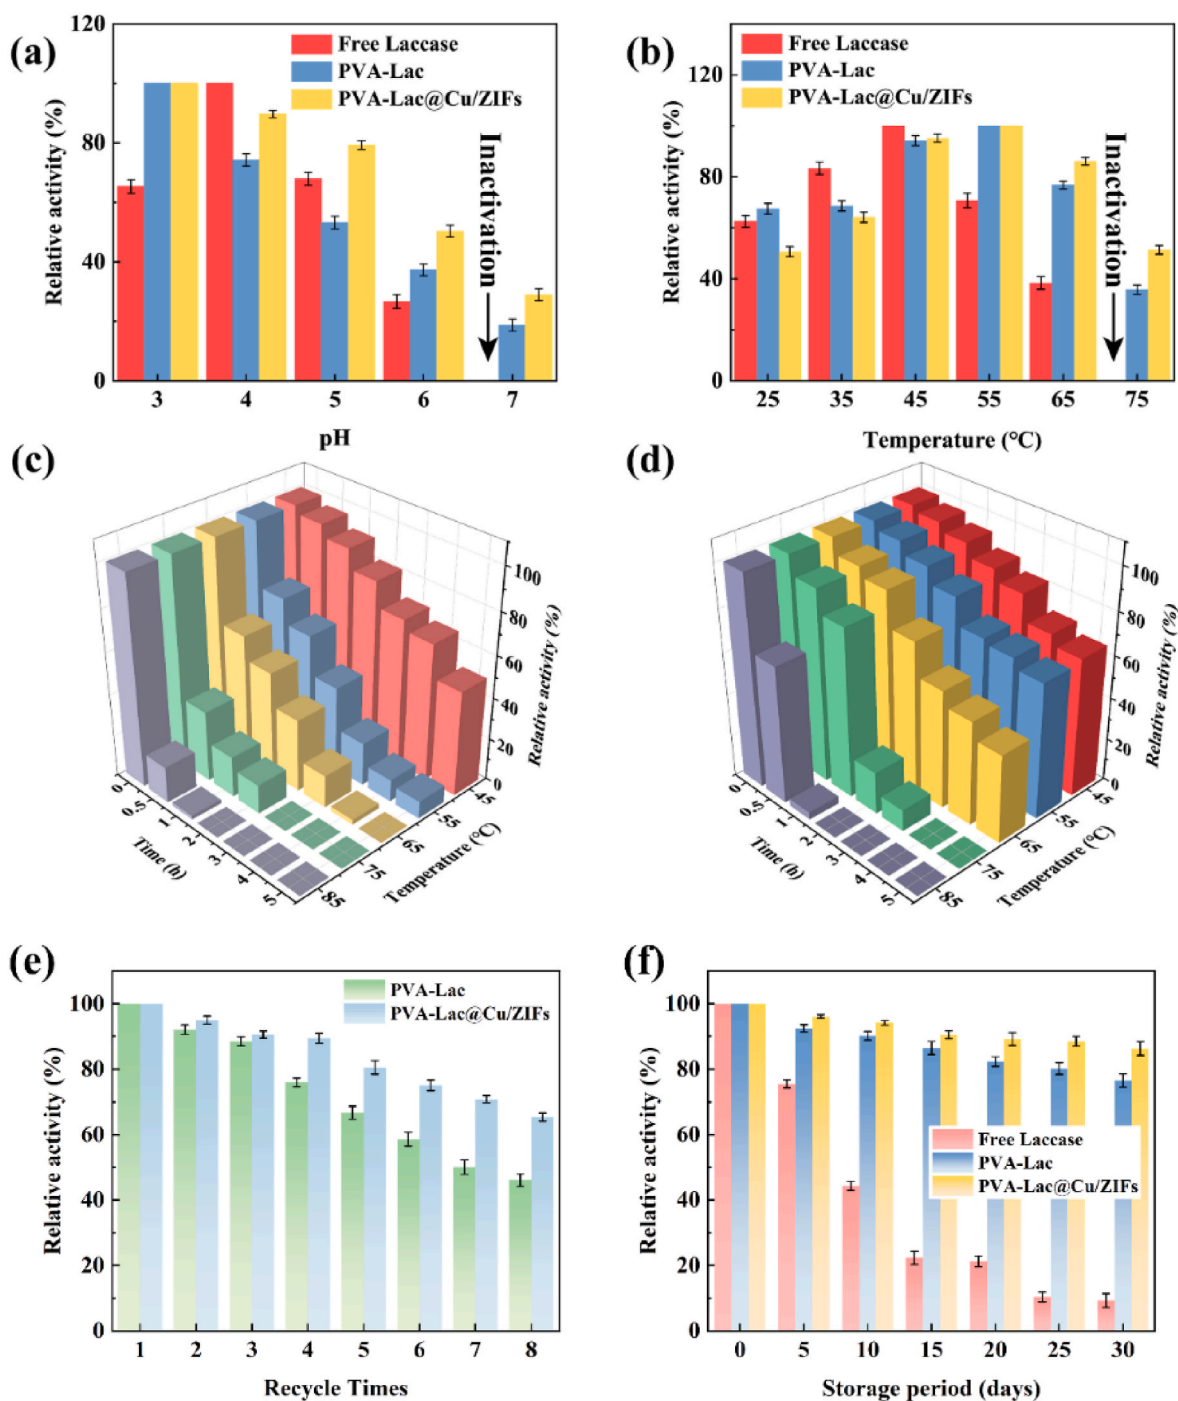 (a)
Relative activity (%)
120
80
40
0
Free Laccase
PVA-Lac
PVA-Lac@Cu/ZIFs
Inactivation
3 4 5 6 7
pH
(b)
Relative activity (%)
120
80
40
0
Free Laccase
PVA-Lac
PVA-Lac@Cu/ZIFs
Inactivation
25 35 45 55 65 75
Temperature (°C)
(c)
100
80
60
40
20
0
Relative activity (%)
0
0.5
1
2
3
4
5
Time (h)
45
55
65
75
85
Temperature (°C)
(d)
100
80
60
40
20
0
Relative activity (%)
0
0.5
1
2
3
4
5
Time (h)
45
55
65
75
85
Temperature (°C)
(e)
Relative activity (%)
100
80
60
40
20
0
PVA-Lac
PVA-Lac@Cu/ZIFs
1 2 3 4 5 6 7 8
Recycle Times
(f)
Relative activity (%)
100
80
60
40
20
0
Free Laccase
PVA-Lac
PVA-Lac@Cu/ZIFs
0 5 10 15 20 25 30
Storage period (days)